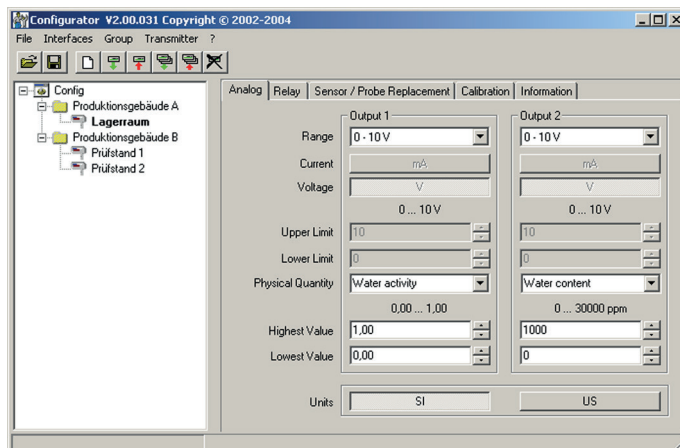 Configurator V2.00.031 Copyright © 2002-2004
File Interfaces Group Transmitter ?
Config
Produktionsgebäude A
Lagerraum
Produktionsgebäude B
Prüfstand 1
Prüfstand 2
Analog Relay Sensor / Probe Replacement Calibration Information
Output 1 Output 2
Range 0 - 10 V 0 - 10 V
Current mA mA
Voltage V V
0 ... 10 V 0 ... 10 V
Upper Limit 10 10
Lower Limit 0 0
Physical Quantity Water activity Water content
0,00 ... 1,00 0 ... 30000 ppm
Highest Value 1,00 1000
Lowest Value 0,00 0
Units SI US